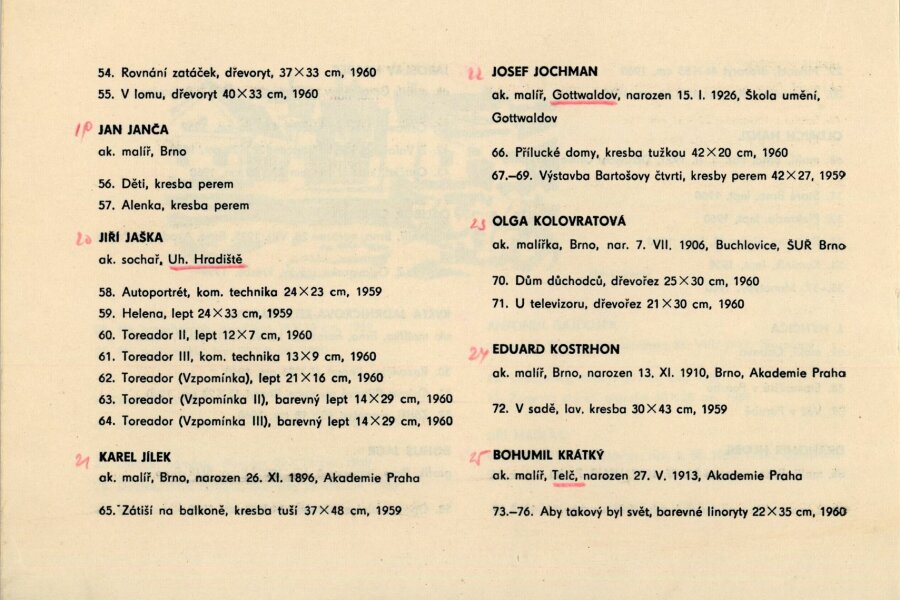 54. Rovnání zatáček, dřevoryt, 37×33 cm, 1960
55. V lomu, dřevoryt 40×33 cm, 1960
JAN JANČA
ak. malíř, Brno
56. Děti, kresba perem
57. Alenka, kresba perem
20 JIŘÍ JAŠKA
ak. sochař, Uh. Hradiště
58. Autoportrét, kom. technika 24×23 cm, 1959
59. Helena, lept 24×33 cm, 1959
60. Toreador II, lept 12×7 cm, 1960
61. Toreador III, kom. technika 13×9 cm, 1960
62. Toreador (Vzpomínka), lept 21×16 cm, 1960
63. Toreador (Vzpomínka II), barevný lept 14×29 cm, 1960
64. Toreador (Vzpomínka III), barevný lept 14×29 cm, 1960
21 KAREL JÍLEK
ak. malíř, Brno, narozen 26. XI. 1896, Akademie Praha
65. Zátiší na balkoně, kresba tuší 37×48 cm, 1959
22 JOSEF JOCHMAN
ak. malíř, Gottwaldov, narozen 15. I. 1926, Škola umění,
Gottwaldov
66. Přílucké domy, kresba tužkou 42×20 cm, 1960
67.–69. Výstavba Bartošovy čtvrti, kresby perem 42×27, 1959
23 OLGA KOLOVRATOVÁ
ak. malířka, Brno, nar. 7. VII. 1906, Buchlovice, ŠUŘ Brno
70. Dům důchodců, dřevořez 25×30 cm, 1960
71. U televizoru, dřevořez 21×30 cm, 1960
24 EDUARD KOSTRHON
ak. malíř, Brno, narozen 13. XI. 1910, Brno, Akademie Praha
72. V sadě, lav. kresba 30×43 cm, 1959
25 BOHUMIL KRÁTKÝ
ak. malíř, Telč, narozen 27. V. 1913, Akademie Praha
73.–76. Aby takový byl svět, barevné linoryty 22×35 cm, 1960